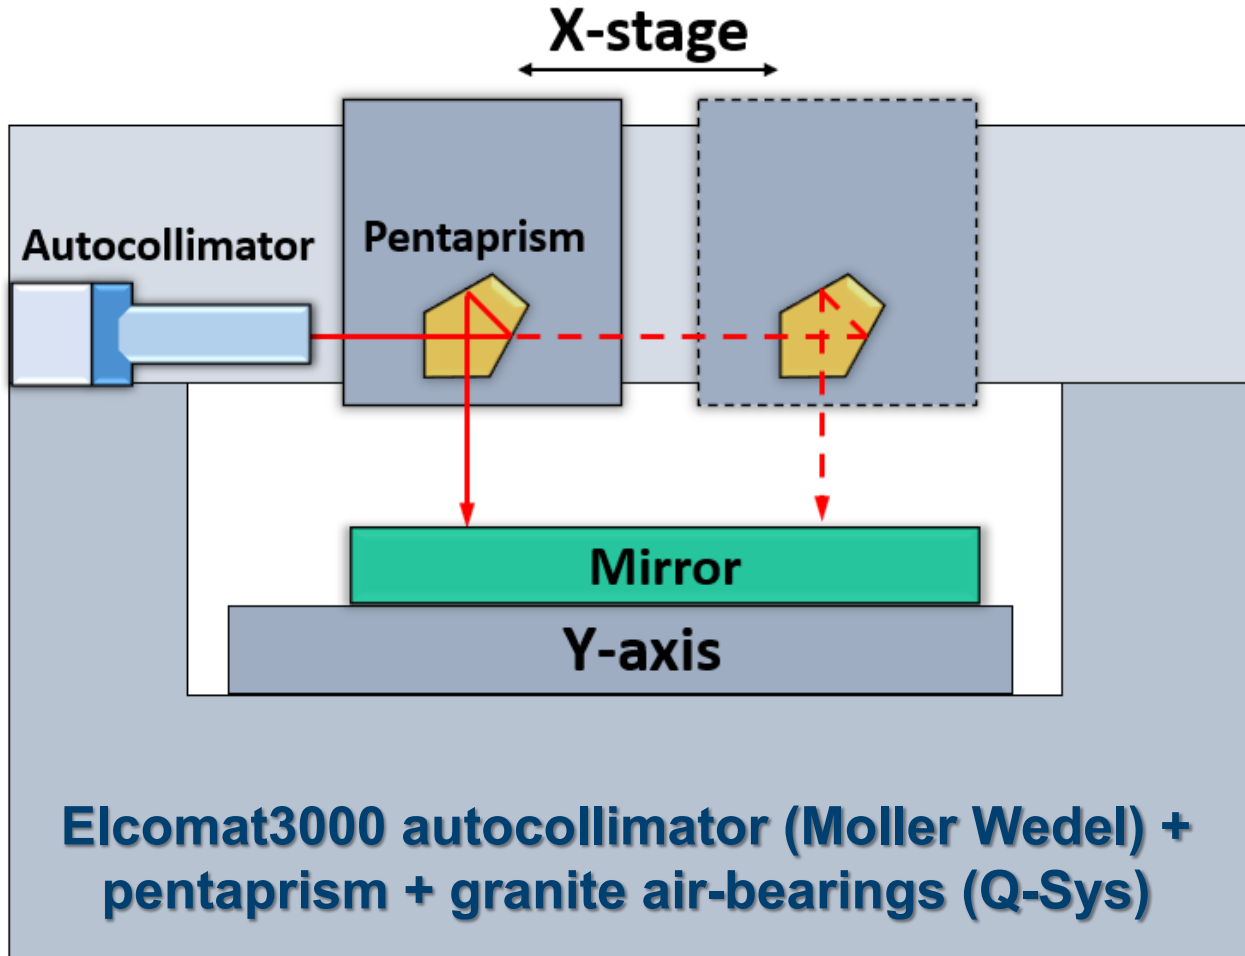 X-stage
Autocollimator
Pentaprism
Mirror
Y-axis
Elcomat3000 autocollimator (Moller Wedel) +
pentaprism + granite air-bearings (Q-Sys)